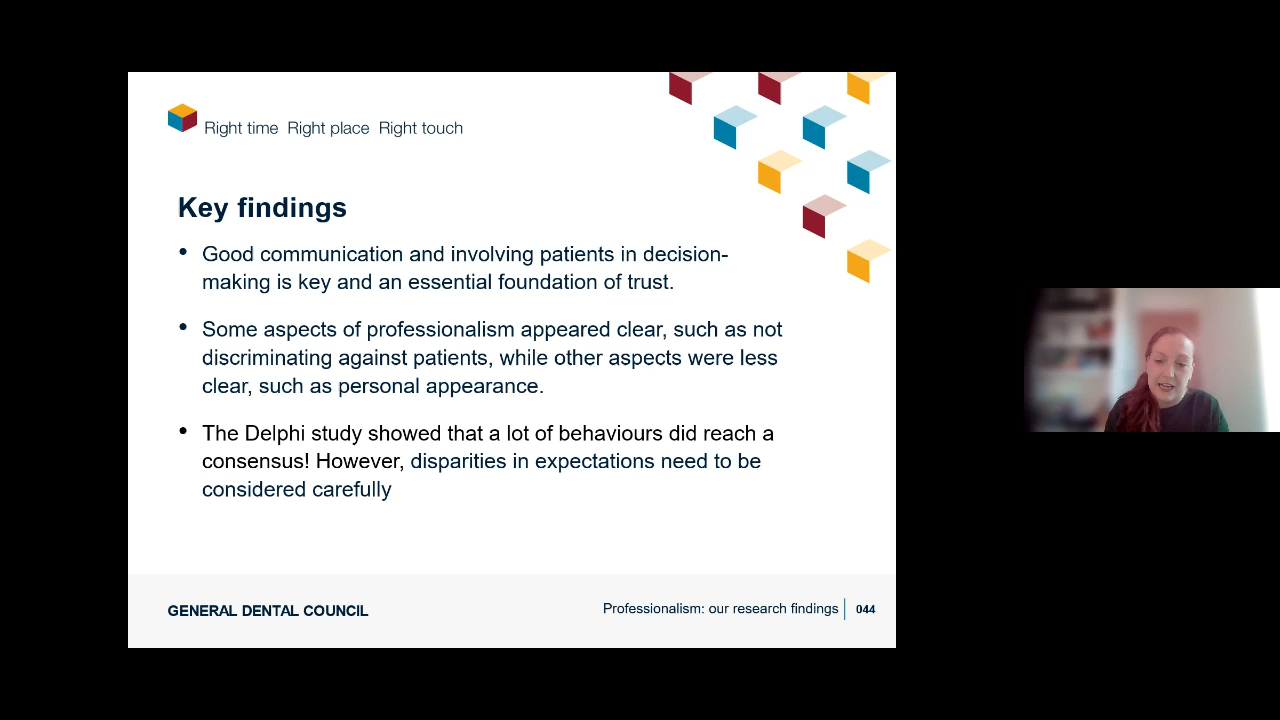 Right time Right place Right touch
Key findings
• Good communication and involving patients in decision-
making is key and an essential foundation of trust.
• Some aspects of professionalism appeared clear, such as not
discriminating against patients, while other aspects were less
clear, such as personal appearance.
• The Delphi study showed that a lot of behaviours did reach a
consensus! However, disparities in expectations need to be
considered carefully
GENERAL DENTAL COUNCIL
Professionalism: our research findings
044